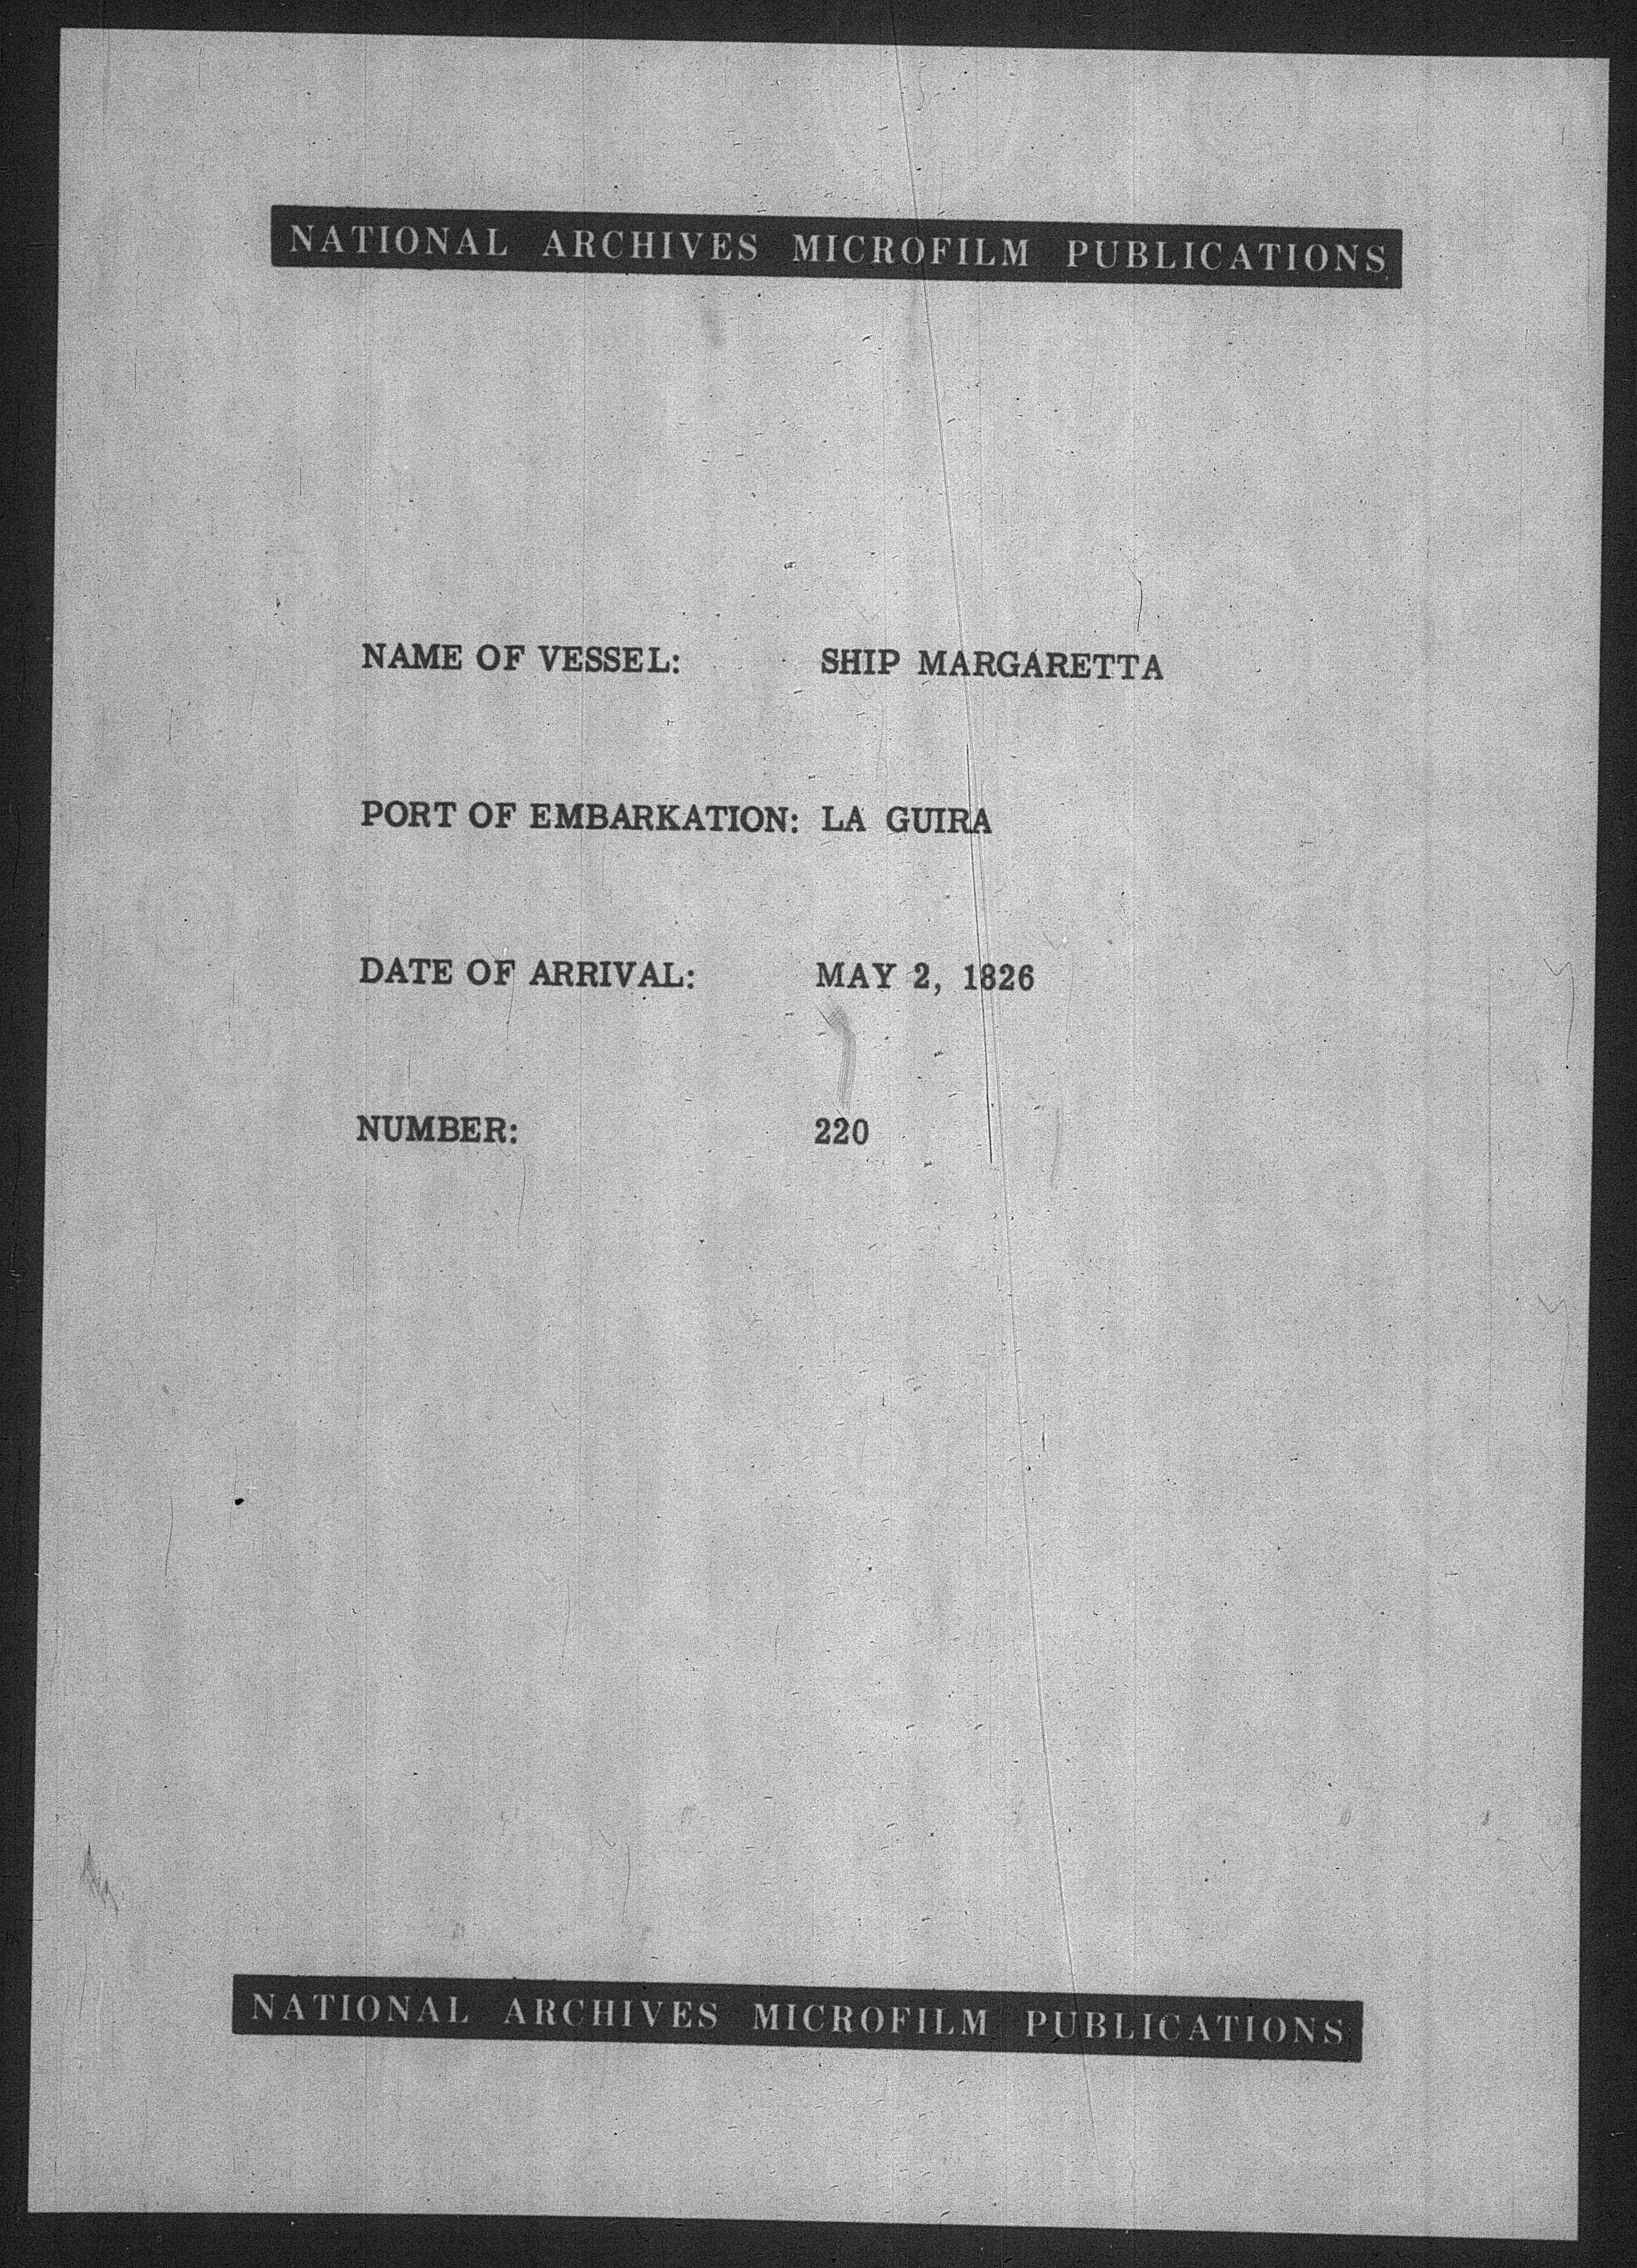 NATIONAL ARCHIVES MICROFILM PUBLICATIONS
NAME OF VESSEL: SHIP MARGARETTA
PORT OF EMBARKATION: LA GUIRA
DATE OF ARRIVAL: MAY 2, 1826
NUMBER: 220
NATIONAL ARCHIVES MICROFILM PUBLICATIONS